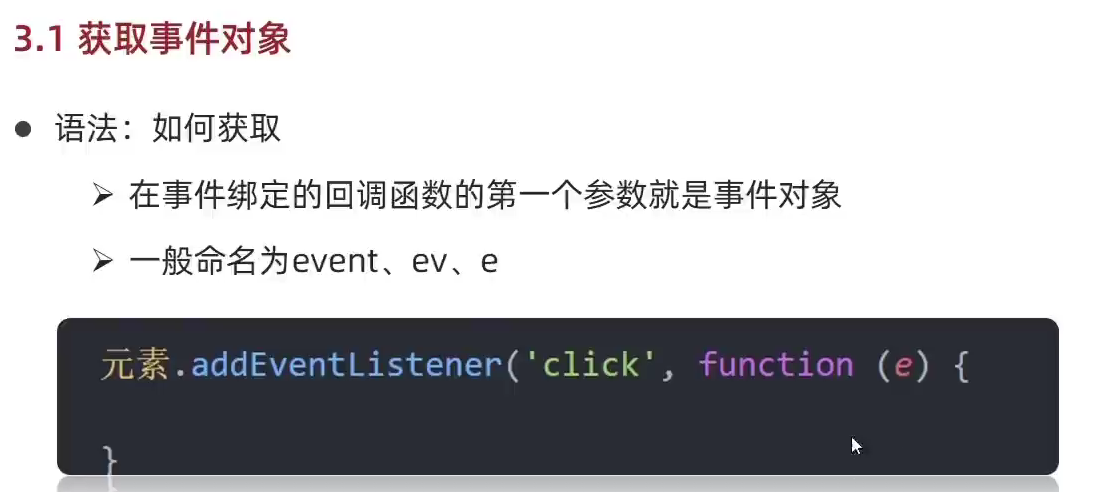 3.1 获取事件对象
语法：如何获取
在事件绑定的回调函数的第一个参数就是事件对象
一般命名为event、ev、e
元素.addEventListener('click', function (e) {
}